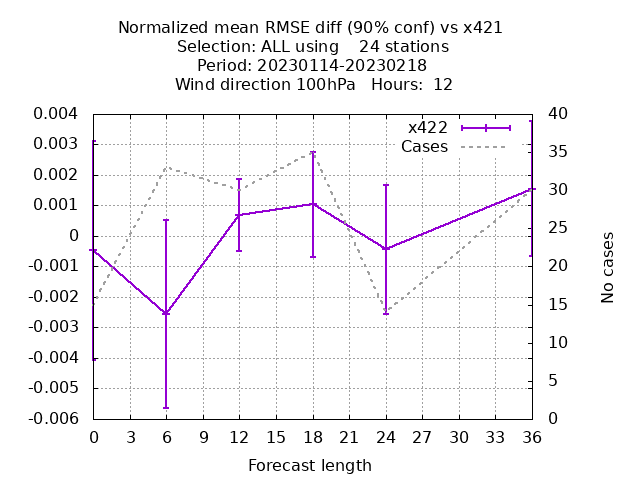 Normalized mean RMSE diff (90% conf) vs x421
Selection: ALL using    24 stations
Period: 20230114-20230218
Wind direction 100hPa   Hours:  12
0.004
0.003
0.002
0.001
0
-0.001
-0.002
-0.003
-0.004
-0.005
-0.006
x422
Cases
40
35
30
25
20
15
10
5
0
No cases
0 3 6 9 12 15 18 21 24 27 30 33 36
Forecast length